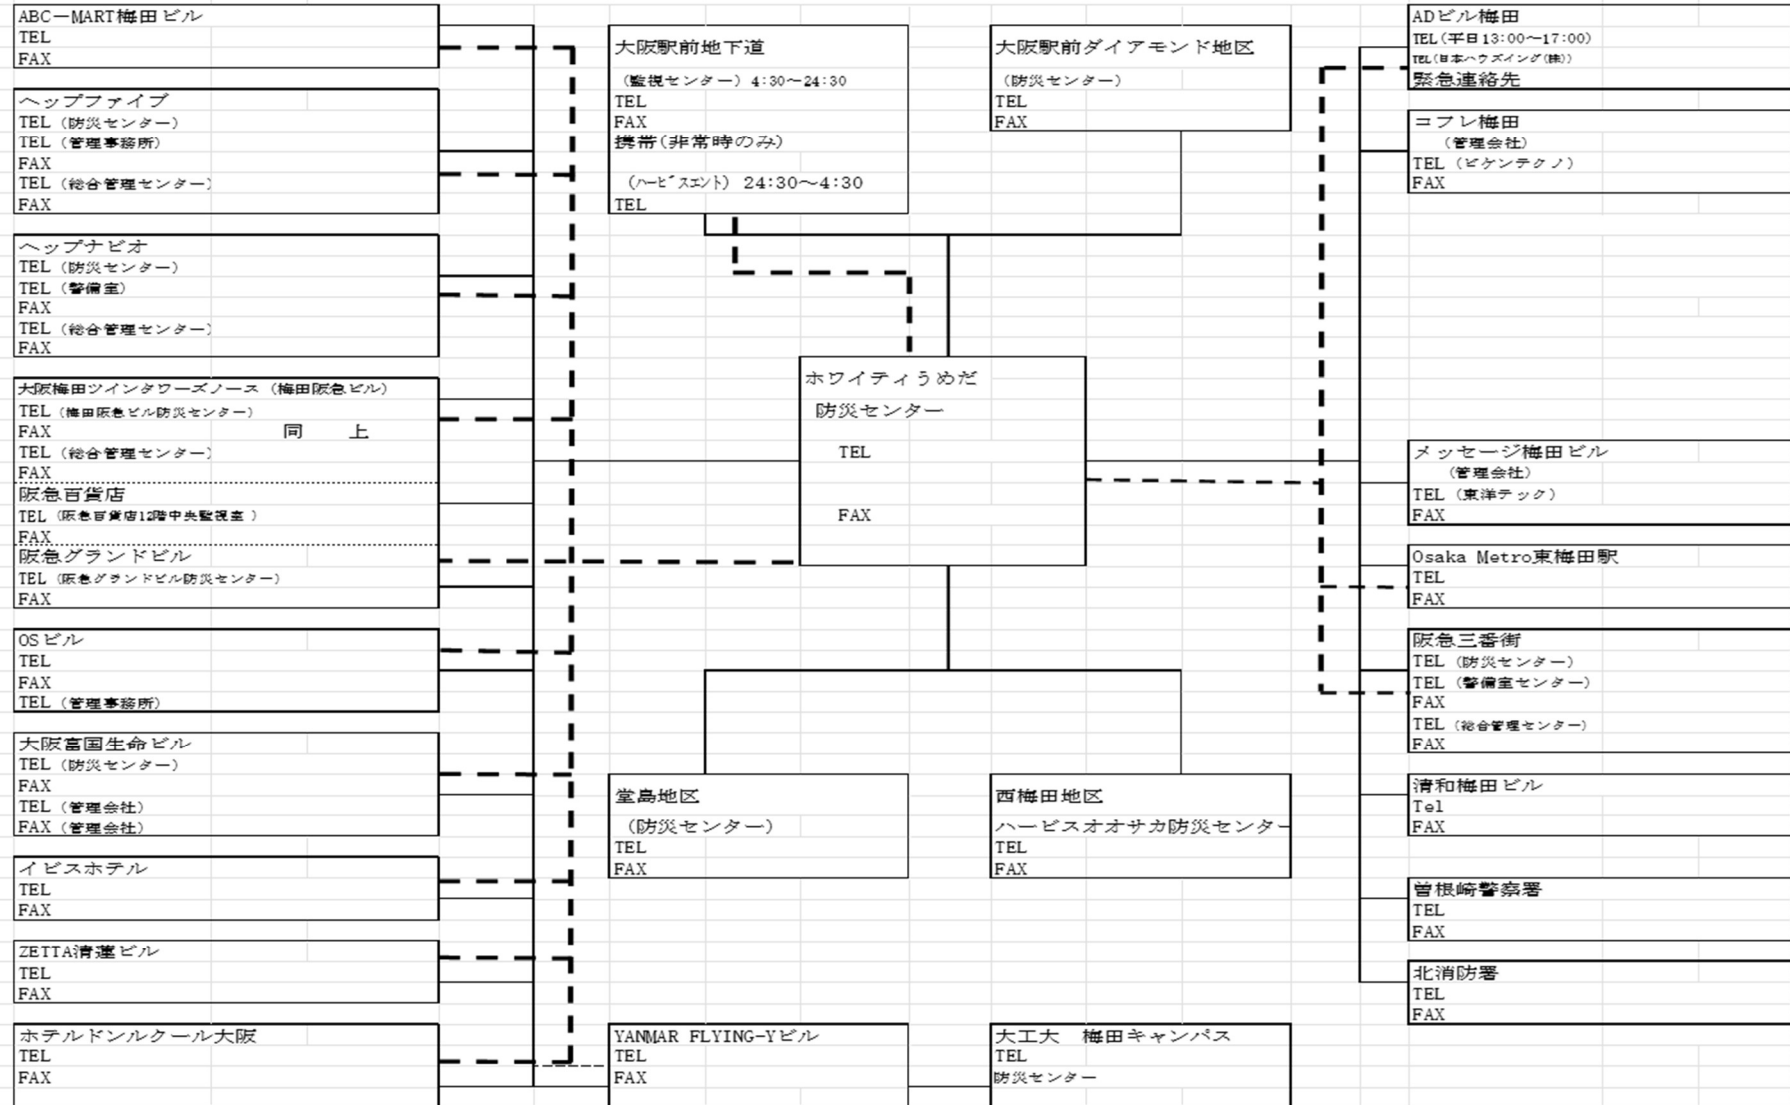 ABC－MART梅田ビル
TEL
FAX
ヘップファイブ
TEL（防災センター）
TEL（管理事務所）
FAX
TEL（総合管理センター）
FAX
ヘップナビオ
TEL（防災センター）
TEL（警備室）
FAX
TEL（総合管理センター）
FAX
大阪梅田ツインタワーズノース（梅田阪急ビル）
TEL（梅田阪急ビル防災センター）
FAX 同　上
TEL（総合管理センター）
FAX
阪急百貨店
TEL（阪急百貨店12階中央監視室 ）
FAX
阪急グランドビル
TEL（阪急グランドビル防災センター）
FAX
OSビル
TEL
FAX
TEL（管理事務所）
大阪富国生命ビル
TEL（防災センター）
FAX
TEL（管理会社）
FAX（管理会社）
イビスホテル
TEL
FAX
ZETTA清蓮ビル
TEL
FAX
ホテルドンルクール大阪
TEL
FAX
大阪駅前地下道
（監視センター）4:30～24:30
TEL
FAX
携帯(非常時のみ)
（ﾊｰﾋﾞｽｴﾝﾄ） 24:30～4:30
TEL
大阪駅前ダイアモンド地区
（防災センター）
TEL
FAX
ホワイティうめだ
防災センター
TEL
FAX
堂島地区
（防災センター）
TEL
FAX
西梅田地区
ハービスオオサカ防災センター
TEL
FAX
YANMAR FLYING-Yビル
TEL
FAX
大工大　梅田キャンパス
TEL
防災センター
ADビル梅田
TEL(平日13:00～17:00)
TEL(日本ハウズイング(株))
緊急連絡先
コフレ梅田
（管理会社）
TEL（ビケンテクノ）
FAX
メッセージ梅田ビル
（管理会社）
TEL（東洋テック）
FAX
Osaka Metro東梅田駅
TEL
FAX
阪急三番街
TEL（防災センター）
TEL（警備室センター）
FAX
TEL（総合管理センター）
FAX
清和梅田ビル
Tel
FAX
曽根崎警察署
TEL
FAX
北消防署
TEL
FAX